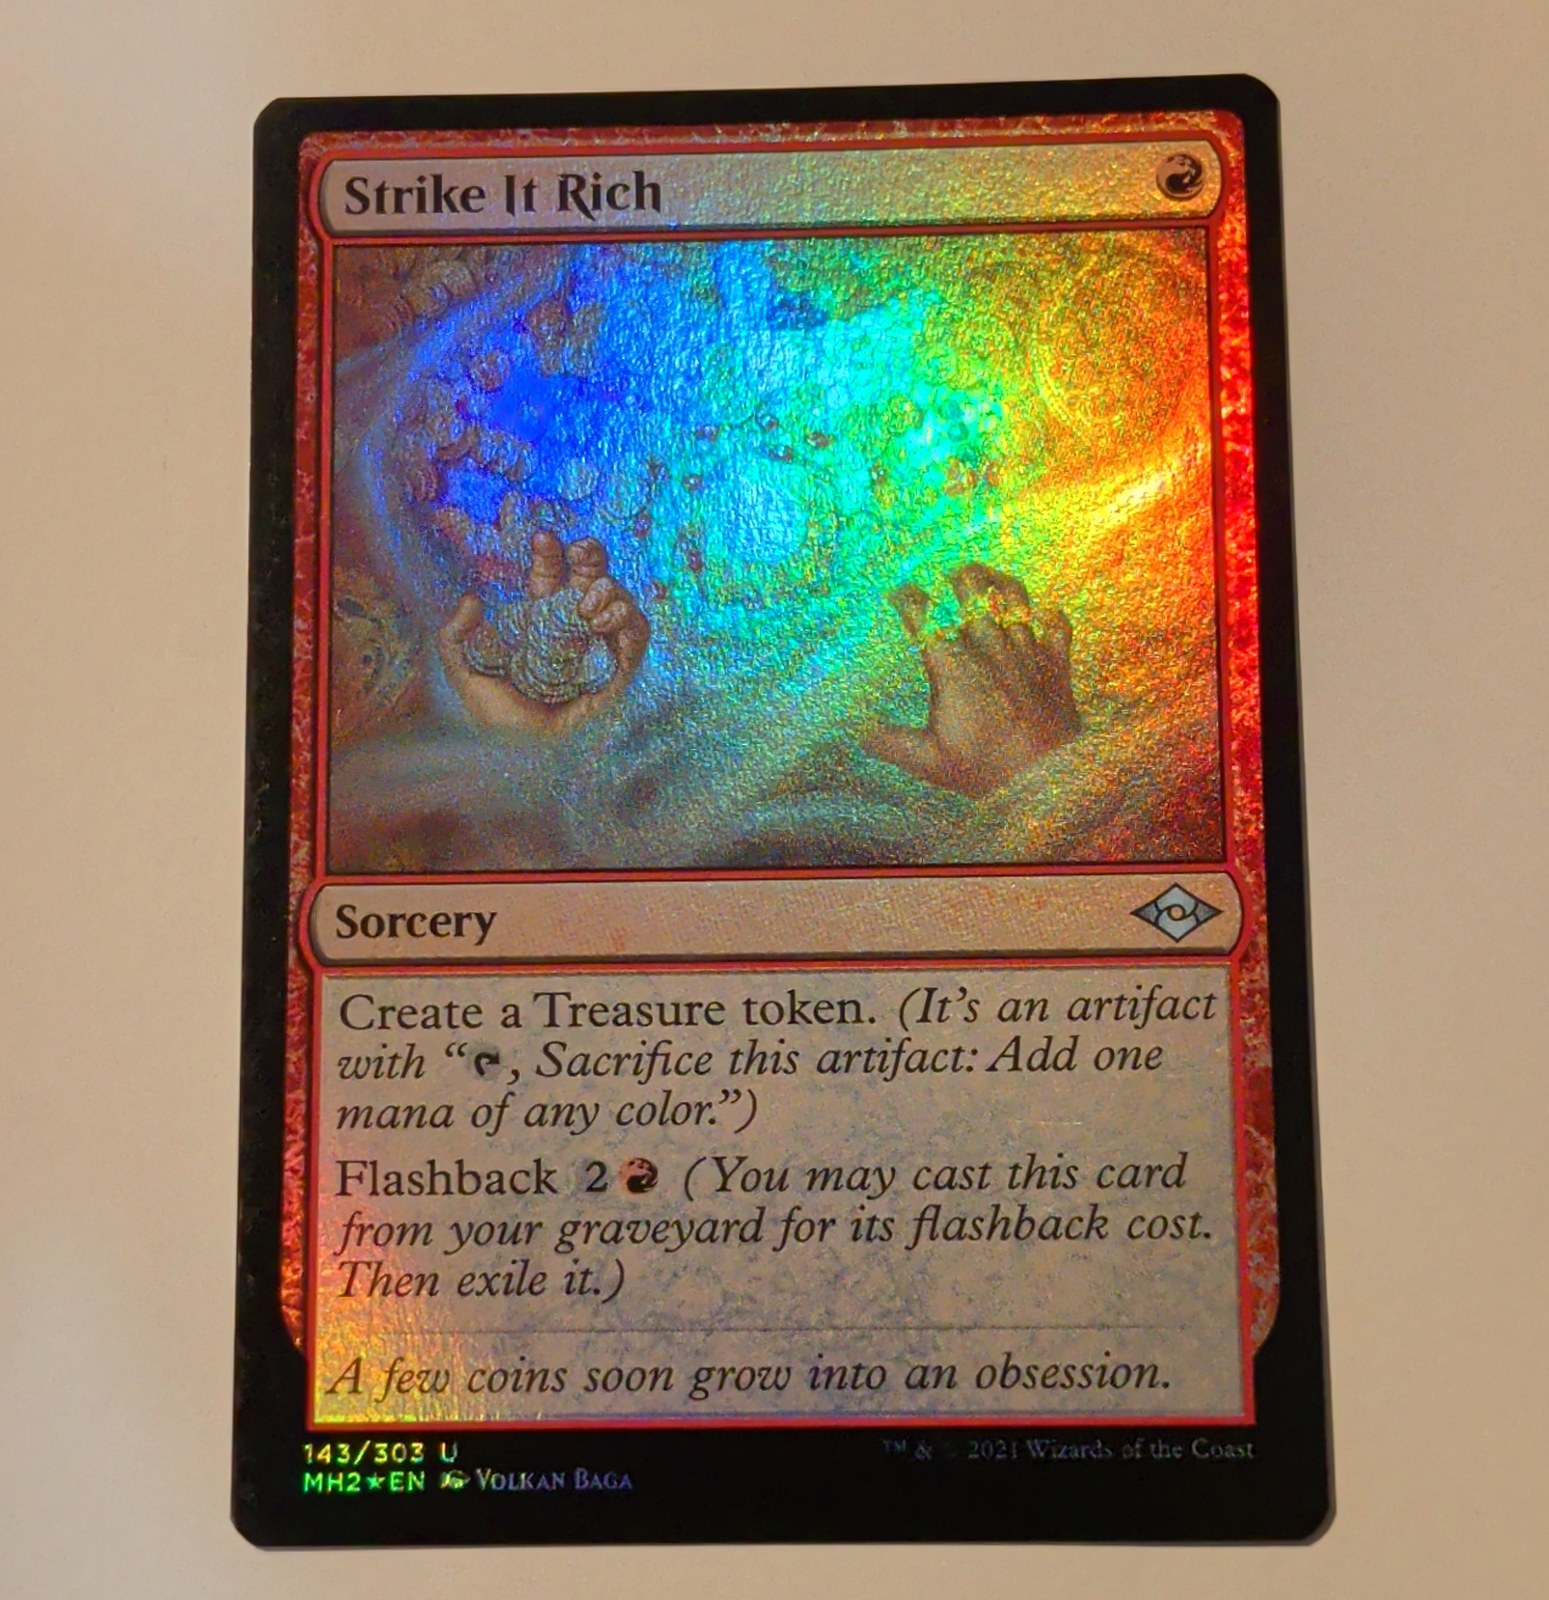 Strike It Rich
Sorcery
Create a Treasure token. (It's an artifact
with “, Sacrifice this artifact: Add one
mana of any color.”)
Flashback 2 (You may cast this card
from your graveyard for its flashback cost.
Then exile it.)
A few coins soon grow into an obsession.
143/303 U
MH2★EN VOLKAN BAGA
™ & © 2021 Wizards of the Coast